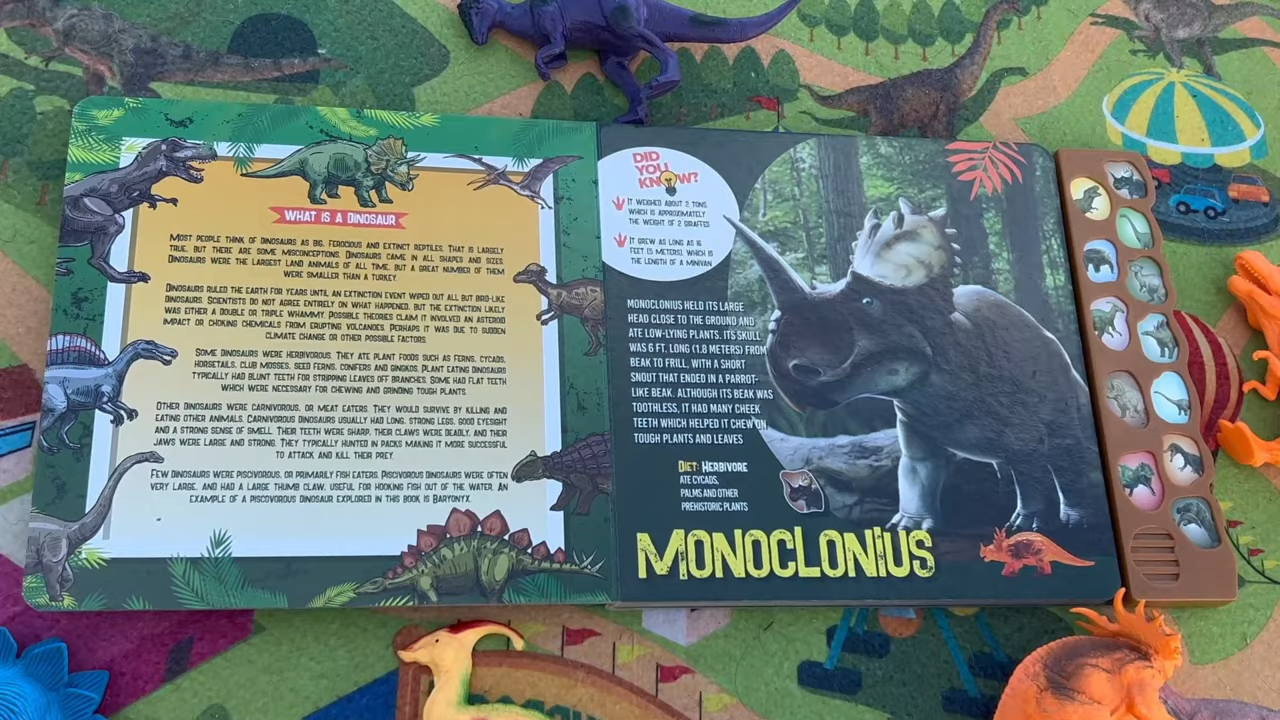 WHAT IS A DINOSAUR
MOST PEOPLE THINK OF DINOSAURS AS BIG, FEROCIOUS AND EXTINCT REPTILES. THAT IS LARGELY
TRUE, BUT THERE ARE SOME MISCONCEPTIONS. DINOSAURS CAME IN ALL SHAPES AND SIZES.
DINOSAURS WERE THE LARGEST LAND ANIMALS OF ALL TIME, BUT A GREAT NUMBER OF THEM
WERE SMALLER THAN A TURKEY.
DINOSAURS RULED THE EARTH FOR YEARS UNTIL AN EXTINCTION EVENT WIPED OUT ALL BUT BIRD-LIKE
DINOSAURS. SCIENTISTS DO NOT AGREE ENTIRELY ON WHAT HAPPENED, BUT THE EXTINCTION LIKELY
WAS EITHER A DOUBLE OR TRIPLE WHAMMY. POSSIBLE THEORIES CLAIM IT INVOLVED AN ASTEROID
IMPACT OR CHOKING CHEMICALS FROM ERUPTING VOLCANOES. PERHAPS IT WAS DUE TO SUDDEN
CLIMATE CHANGE OR OTHER POSSIBLE FACTORS.
SOME DINOSAURS WERE HERBIVOROUS. THEY ATE PLANT FOODS SUCH AS FERNS, CYCADS,
HORSETAILS, CLUB MOSSES, SEED FERNS, CONIFERS AND GINGKOS. PLANT EATING DINOSAURS
TYPICALLY HAD BLUNT TEETH FOR STRIPPING LEAVES OFF BRANCHES. SOME HAD FLAT TEETH
WHICH WERE NECESSARY FOR CHEWING AND GRINDING TOUGH PLANTS.
OTHER DINOSAURS WERE CARNIVOROUS, OR MEAT EATERS. THEY WOULD SURVIVE BY KILLING AND
EATING OTHER ANIMALS. CARNIVOROUS DINOSAURS USUALLY HAD LONG, STRONG LEGS, GOOD EYESIGHT
AND A STRONG SENSE OF SMELL. THEIR TEETH WERE SHARP, THEIR CLAWS WERE DEADLY, AND THEIR
JAWS WERE LARGE AND STRONG. THEY TYPICALLY HUNTED IN PACKS MAKING IT MORE SUCCESSFUL
TO ATTACK AND KILL THEIR PREY.
FEW DINOSAURS WERE PISCIVOROUS, OR PRIMARILY FISH EATERS. PISCIVOROUS DINOSAURS WERE OFTEN
VERY LARGE, AND HAD A LARGE THUMB CLAW, USEFUL FOR HOOKING FISH OUT OF THE WATER. AN
EXAMPLE OF A PISCOVOROUS DINOSAUR EXPLORED IN THIS BOOK IS BARYONYX.
DID
YOU
KNOW?
IT WEIGHED ABOUT 2 TONS,
WHICH IS APPROXIMATELY
THE WEIGHT OF 2 GIRAFFES
IT GREW AS LONG AS 16
FEET (5 METERS), WHICH IS
THE LENGTH OF A MINIVAN
MONOCLONIUS HELD ITS LARGE
HEAD CLOSE TO THE GROUND AND
ATE LOW-LYING PLANTS. ITS SKULL
WAS 6 FT. LONG (1.8 METERS) FROM
BEAK TO FRILL, WITH A SHORT
SNOUT THAT ENDED IN A PARROT-
LIKE BEAK. ALTHOUGH ITS BEAK WAS
TOOTHLESS, IT HAD MANY CHEEK
TEETH WHICH HELPED IT CHEW ON
TOUGH PLANTS AND LEAVES
DIET: HERBIVORE
ATE CYCADS,
PALMS AND OTHER
PREHISTORIC PLANTS
MONOCLONIUS